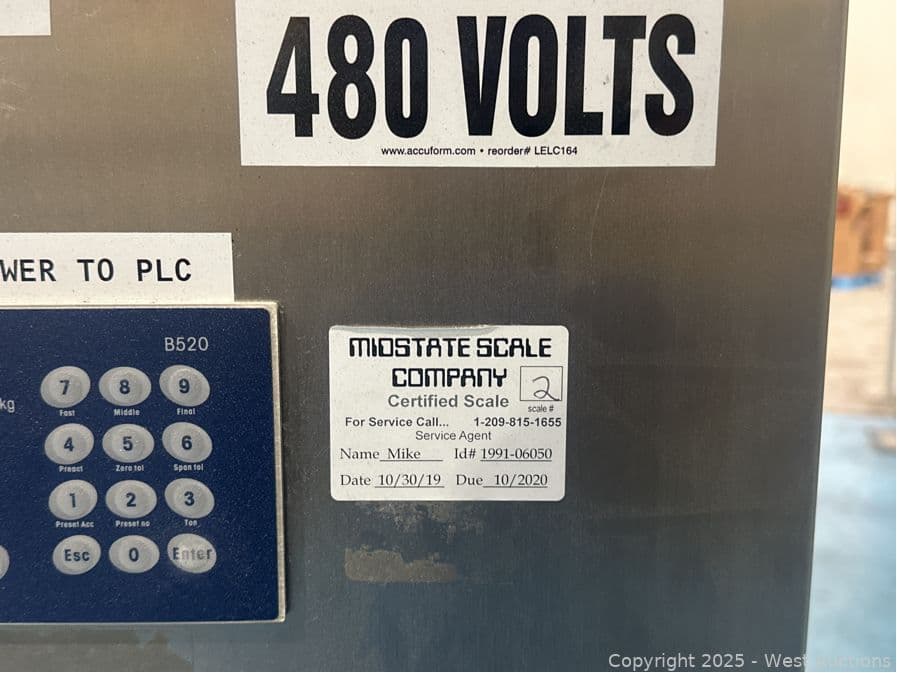 480 VOLTS
www.accuform.com • reorder# LELC164
WER TO PLC
B520
kg
7 8 9
Fast Middle Final
4 5 6
Preact Zero tol Span tol
1 2 3
Preset Acc Preset no Ton
Esc 0 Enter
MIDSTATE SCALE
COMPANY
2
Certified Scale
scale #
For Service Call... 1-209-815-1655
Service Agent
Name Mike Id# 1991-06050
Date 10/30/19 Due 10/2020
Copyright 2025 - West Auctions